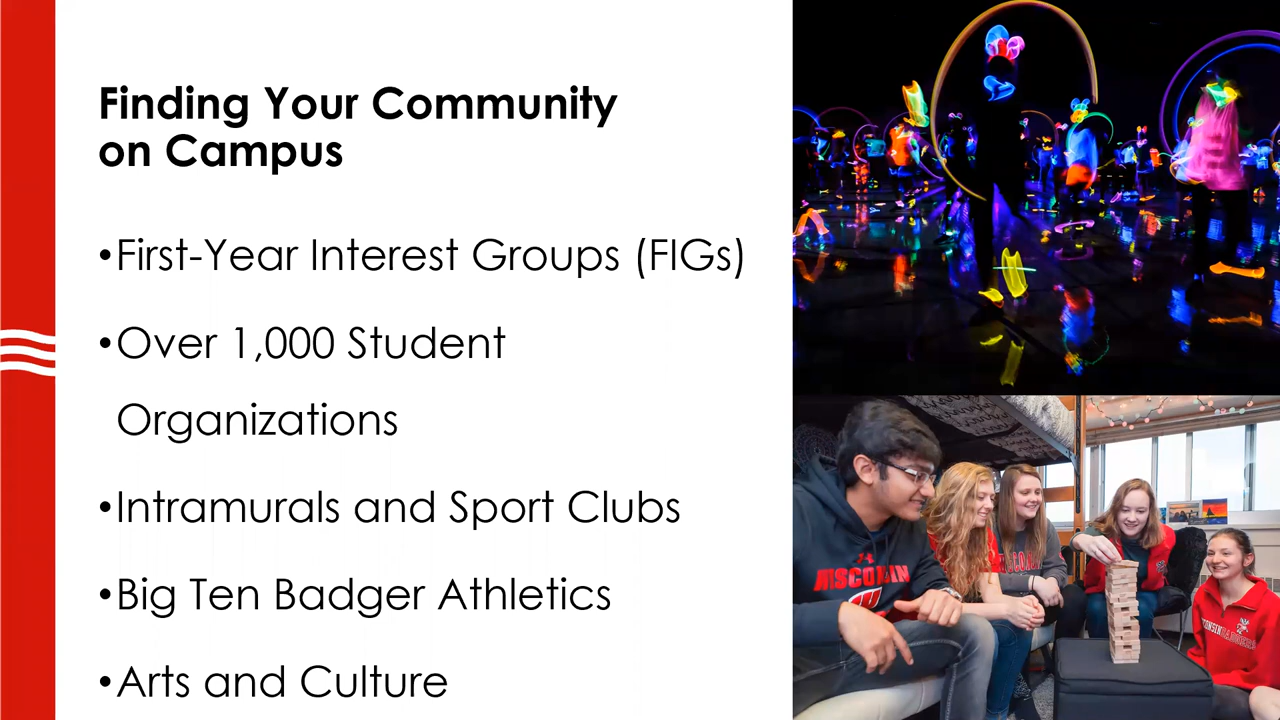 Finding Your Community
on Campus
•First-Year Interest Groups (FIGs)
•Over 1,000 Student
Organizations
•Intramurals and Sport Clubs
•Big Ten Badger Athletics
•Arts and Culture
WISCONSIN
WISCON